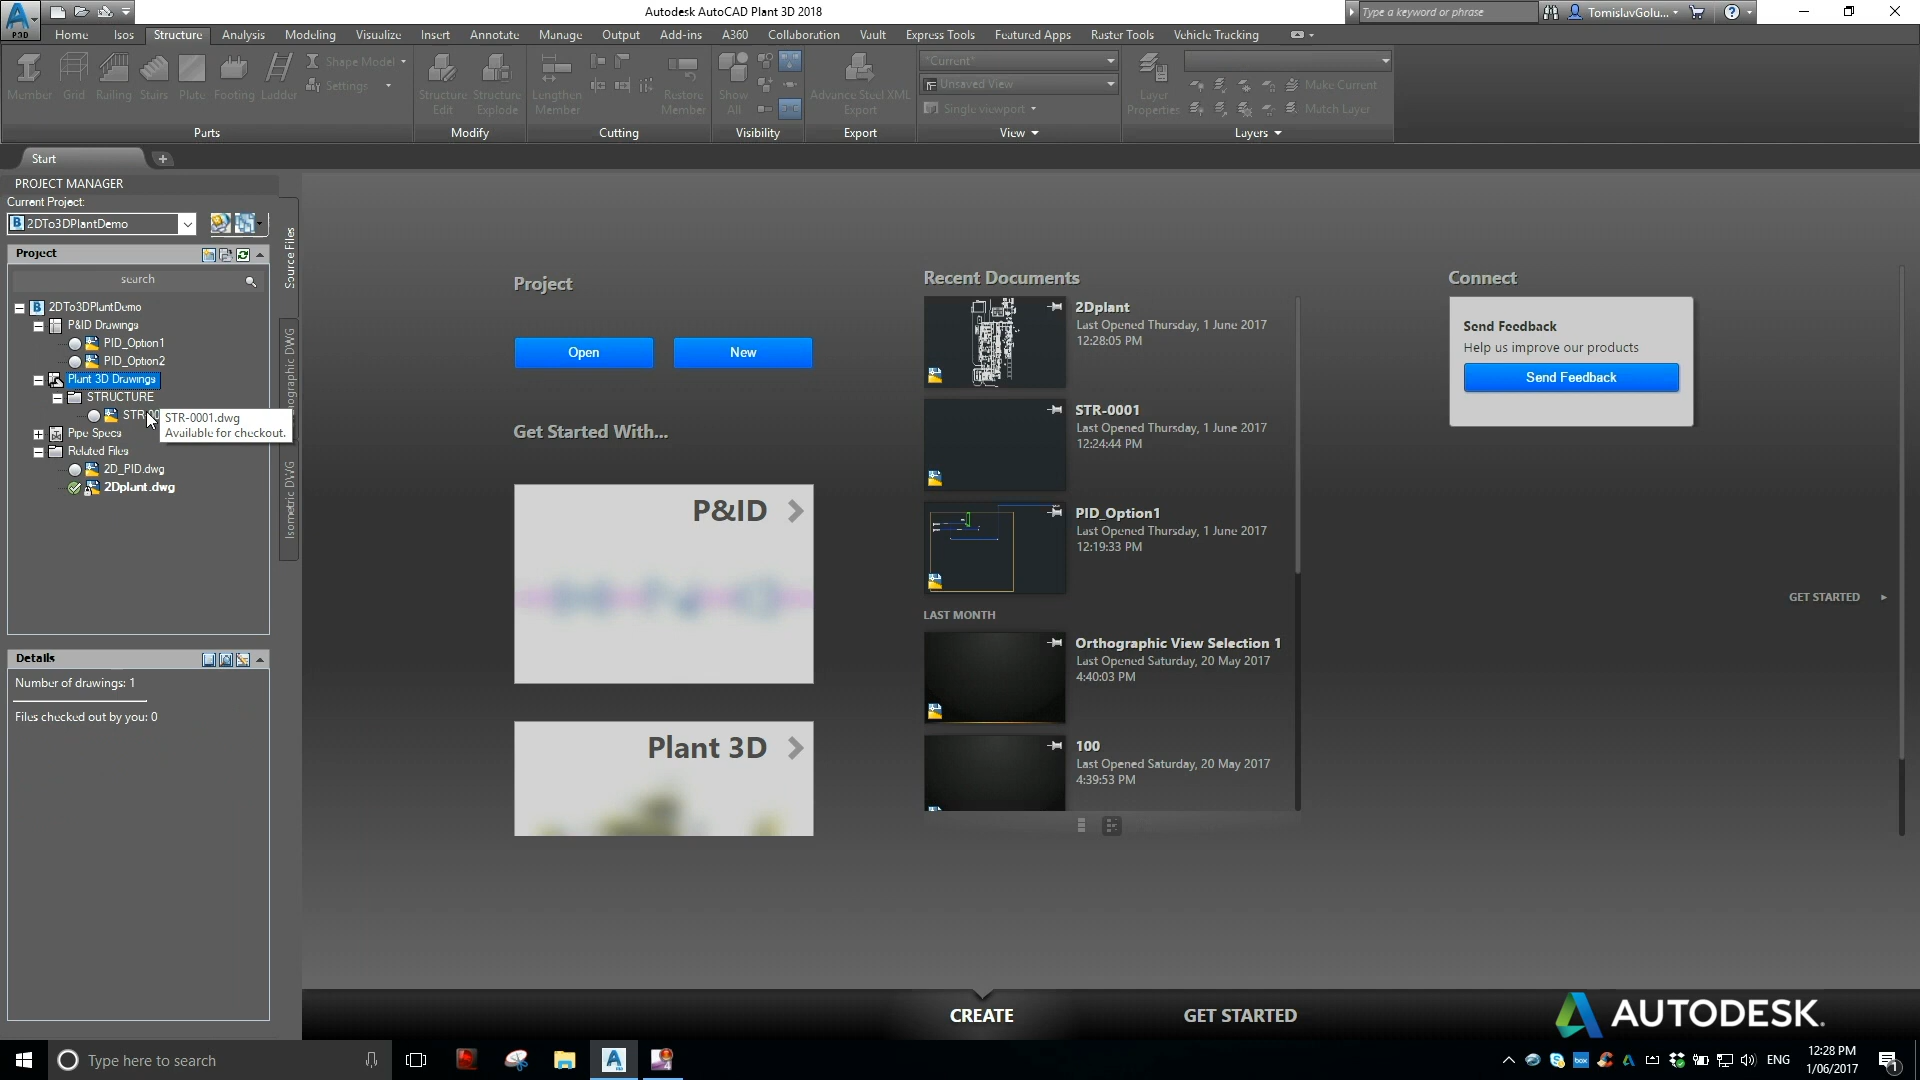 Autodesk AutoCAD Plant 3D 2018
Type a keyword or phrase
TomislavGolu...
P3D
Home Isos Structure Analysis Modeling Visualize Insert Annotate Manage Output Add-ins A360 Collaboration Vault Express Tools Featured Apps Raster Tools Vehicle Tracking
Member Grid Railing Stairs Plate Footing Ladder
Shape Model
Settings
Structure Edit
Structure Explode
Lengthen Member
Restore Member
Show All
Advance Steel XML Export
*Current*
Unsaved View
Single viewport
Layer Properties
Make Current
Match Layer
Parts Modify Cutting Visibility Export View Layers
Start
PROJECT MANAGER
Current Project:
2DTo3DPlantDemo
Project
search
2DTo3DPlantDemo
P&ID Drawings
PID_Option1
PID_Option2
Plant 3D Drawings
STRUCTURE
STR-00
STR-0001.dwg
Available for checkout.
Pipe Specs
Related Files
2D_PID.dwg
2Dplant.dwg
Source Files
ographic DWG
Isometric DWG
Details
Number of drawings: 1
Files checked out by you: 0
Project
Open
New
Get Started With...
P&ID
Plant 3D
Recent Documents
2Dplant
Last Opened Thursday, 1 June 2017
12:28:05 PM
STR-0001
Last Opened Thursday, 1 June 2017
12:24:44 PM
PID_Option1
Last Opened Thursday, 1 June 2017
12:19:33 PM
LAST MONTH
Orthographic View Selection 1
Last Opened Saturday, 20 May 2017
4:40:03 PM
100
Last Opened Saturday, 20 May 2017
4:39:53 PM
Connect
Send Feedback
Help us improve our products
Send Feedback
GET STARTED
CREATE
GET STARTED
AUTODESK.
Type here to search
ENG
12:28 PM
1/06/2017